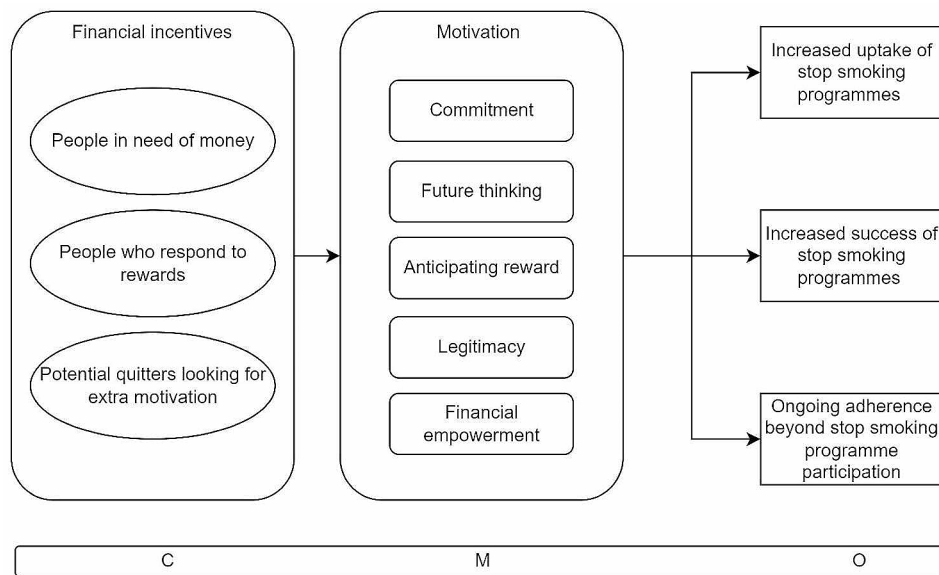 Financial incentives
People in need of money
People who respond to
rewards
Potential quitters looking for
extra motivation
Motivation
Commitment
Future thinking
Anticipating reward
Legitimacy
Financial
empowerment
Increased uptake of
stop smoking
programmes
Increased success of
stop smoking
programmes
Ongoing adherence
beyond stop smoking
programme
participation
C
M
O